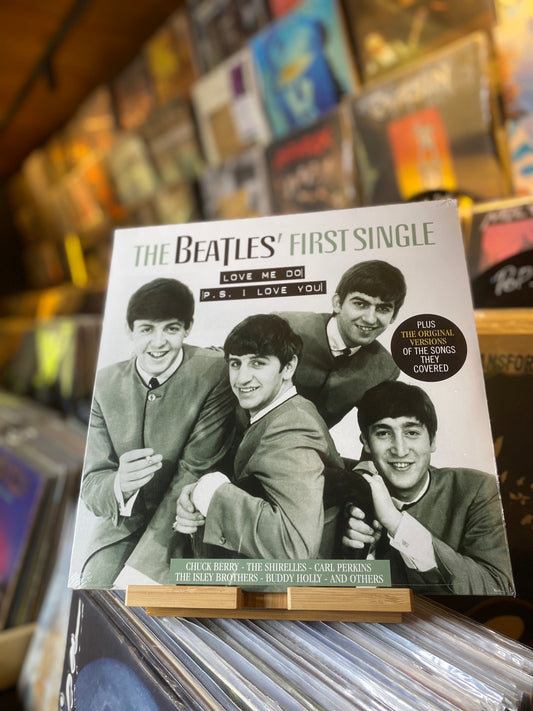 THE BEATLES' FIRST SINGLE
LOVE ME DO
P.S. I LOVE YOU
PLUS
THE ORIGINAL
VERSIONS
OF THE SONGS
THEY
COVERED
CHUCK BERRY - THE SHIRELLES - CARL PERKINS
THE ISLEY BROTHERS - BUDDY HOLLY - AND OTHERS